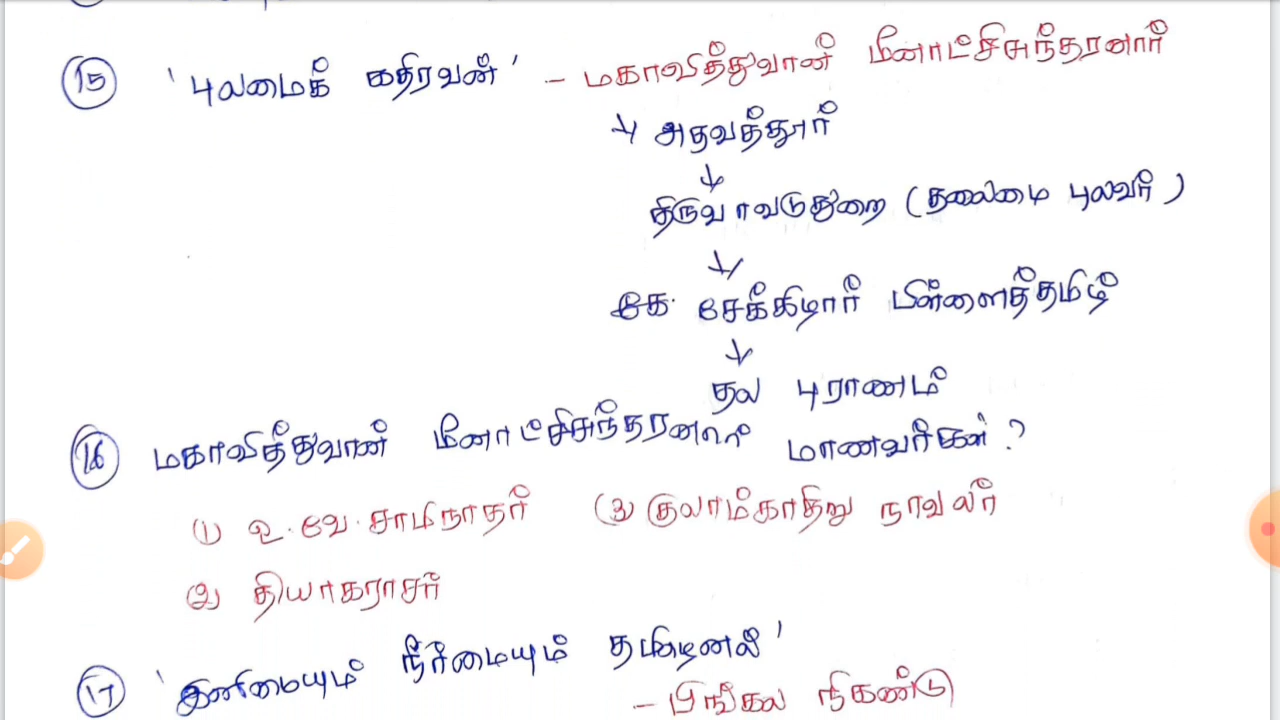 (15) 'புலமைக் கதிரவன்' - மகாவித்துவான் மீனாட்சிசுந்தரனார்
↓ அதவத்தூர்
↓
திருவாவடுதுறை (தலைமை புலவர்)
↓
சேக்கிழார் பிள்ளைத்தமிழ்
↓
தல புராணம்
(16) மகாவித்துவான் மீனாட்சிசுந்தரனார் மாணவர்கள்?
(1) உ.வே.சாமிநாதர் (3) குலாம்காதிறு நாவலர்
(2) தியாகராசர்
(17) 'இனிமையும் நீர்மையும் தமிழெனல்'
- பிங்கல நிகண்டு